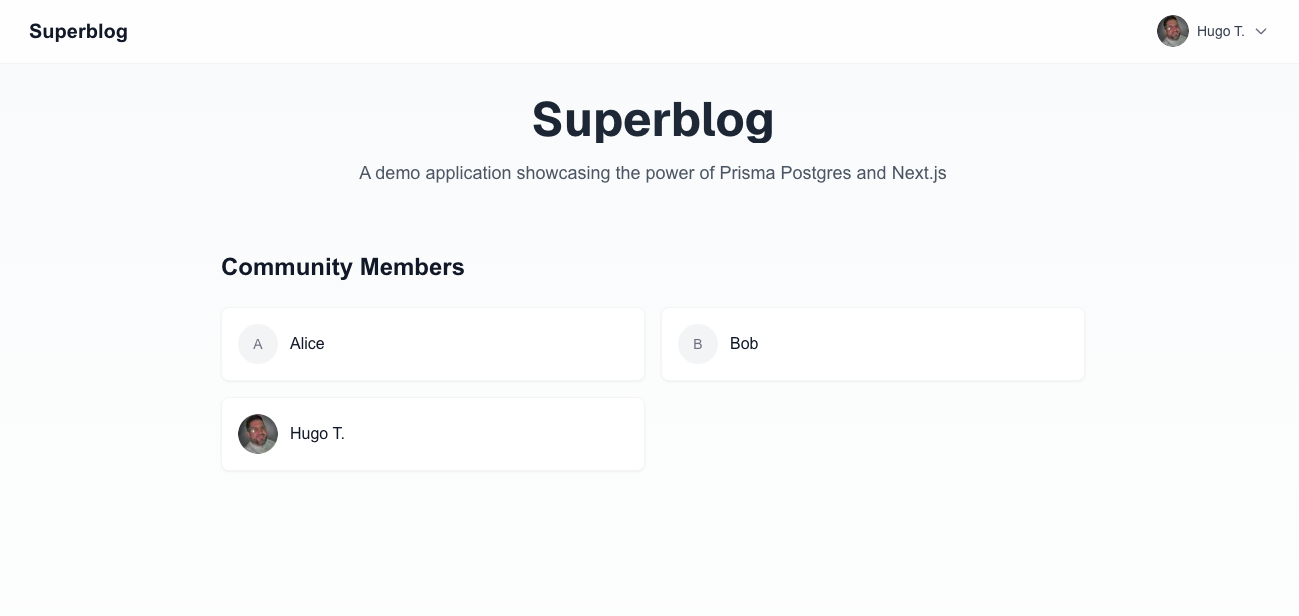 Superblog
Hugo T.
Superblog
A demo application showcasing the power of Prisma Postgres and Next.js
Community Members
A Alice
B Bob
Hugo T.